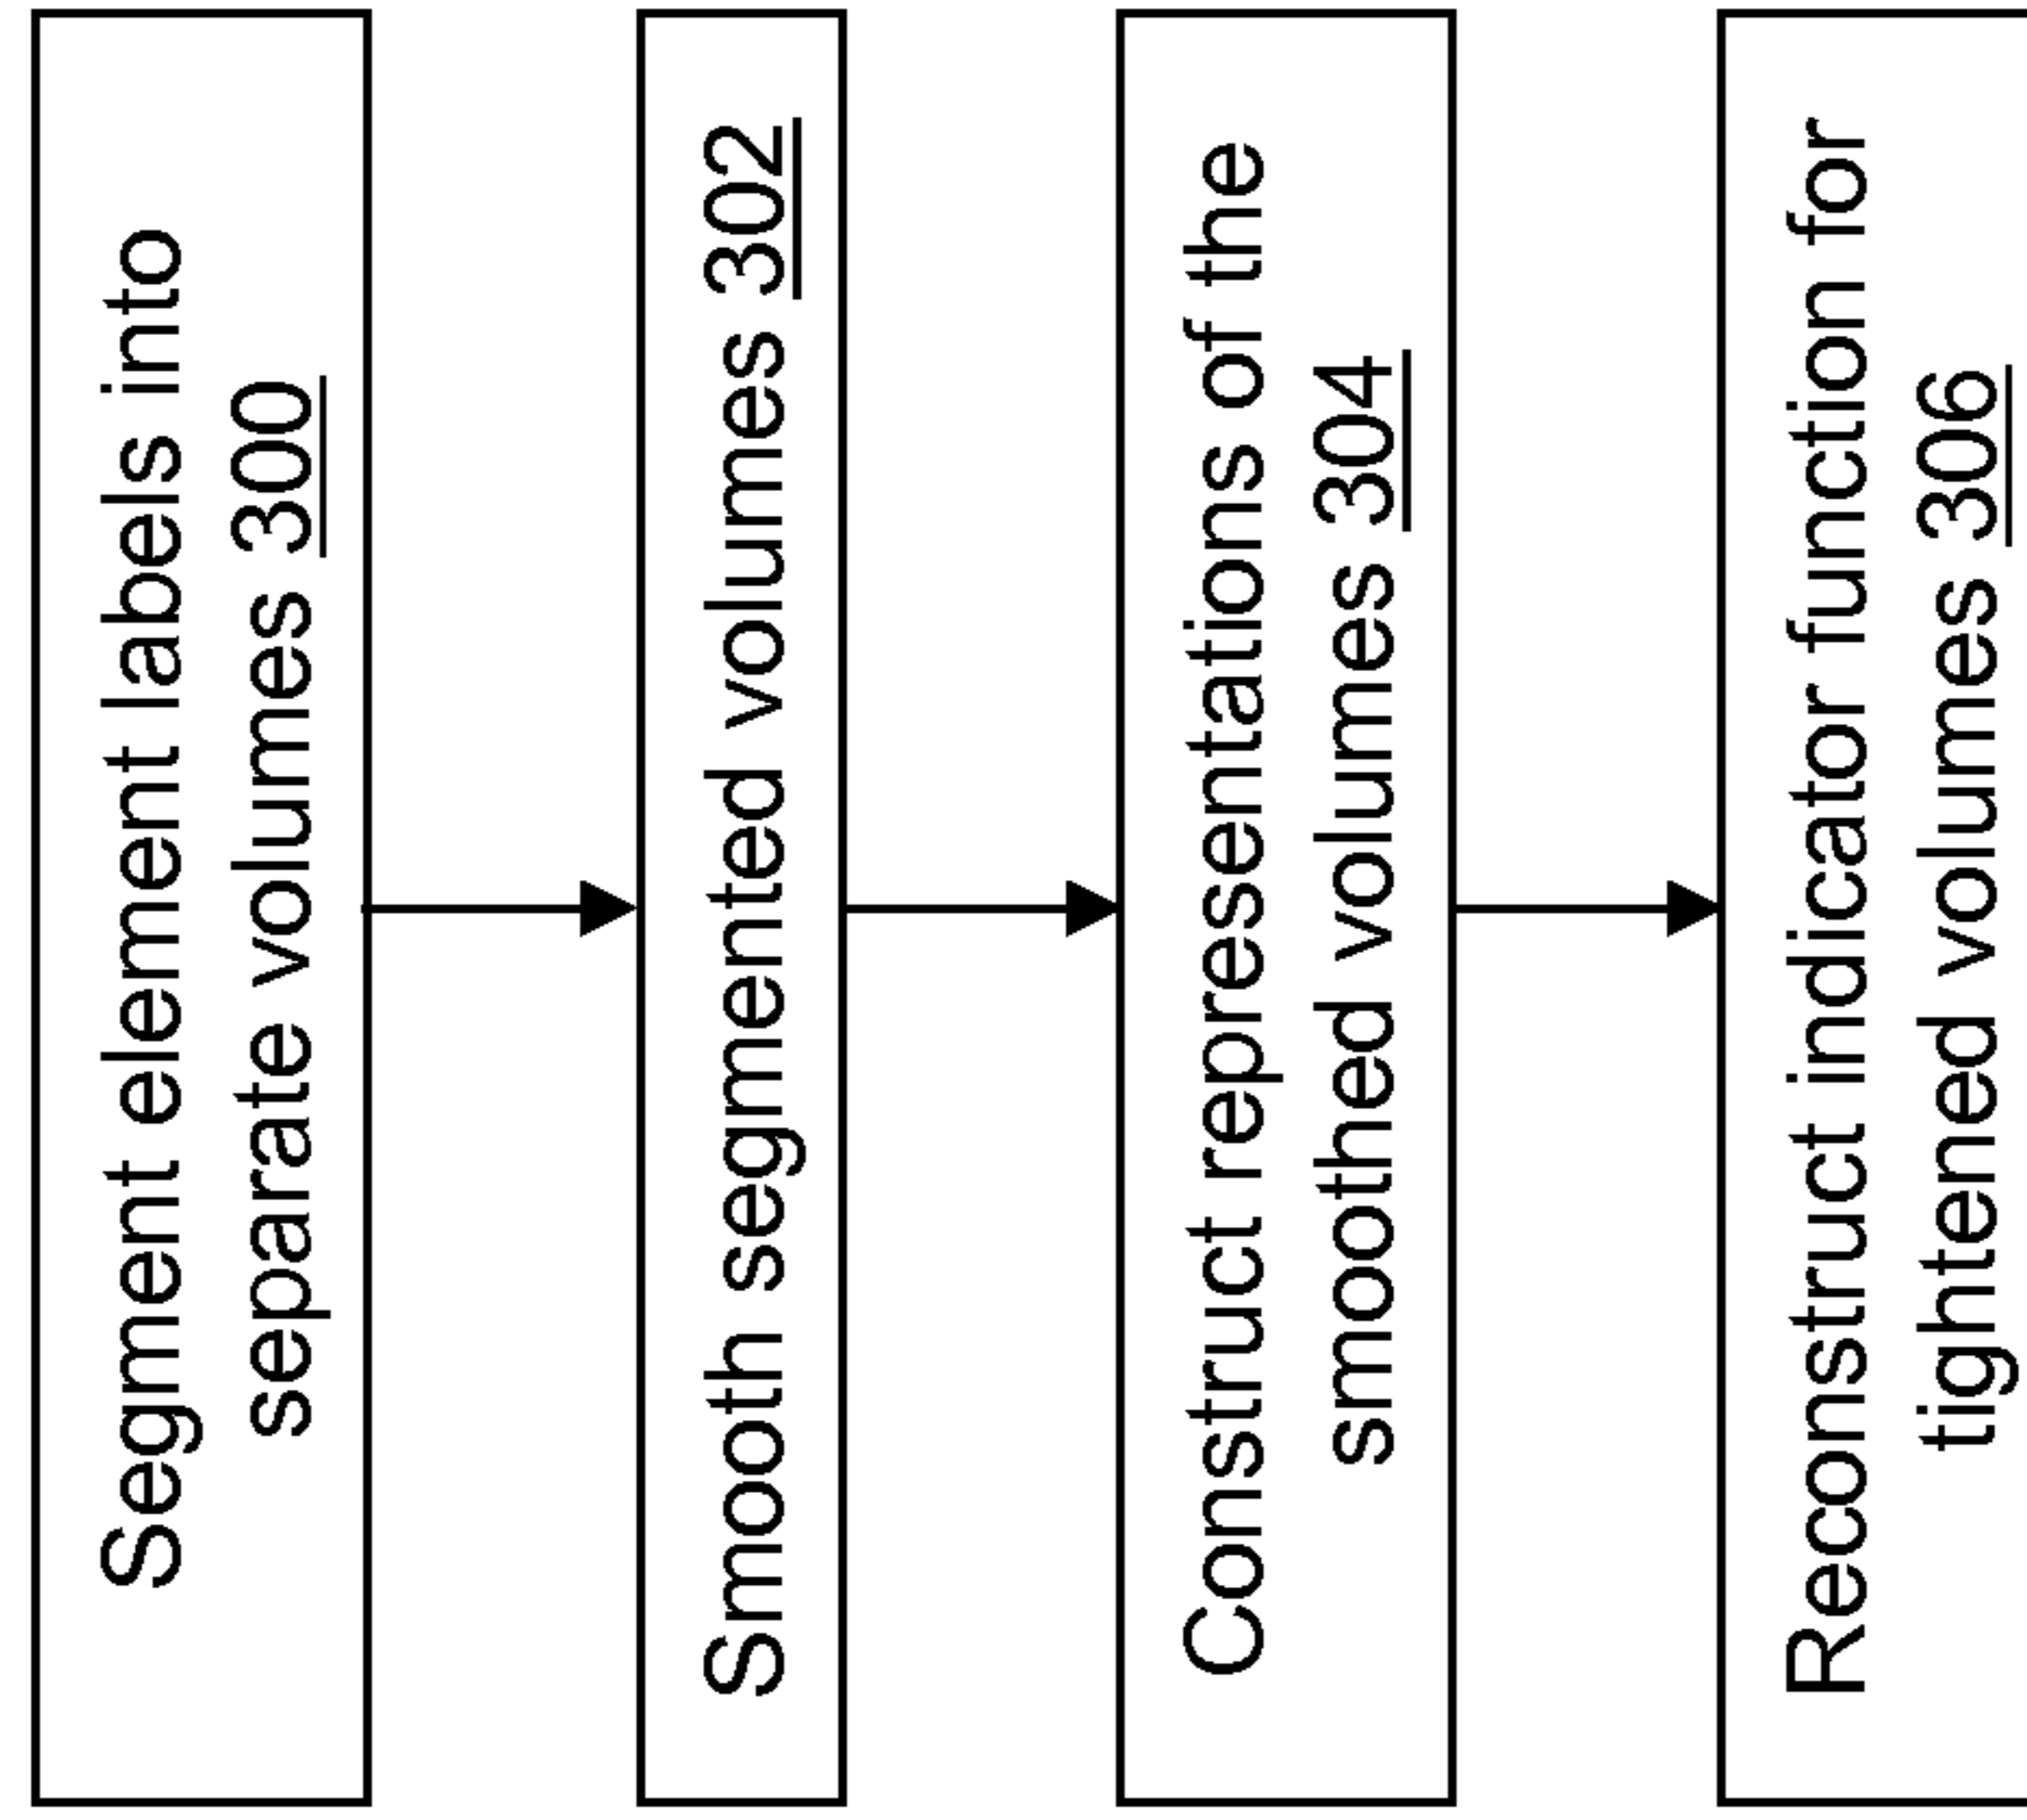 Segment element labels into
separate volumes 300
Smooth segmented volumes 302
Construct representations of the
smoothed volumes 304
Reconstruct indicator function for
tightened volumes 306